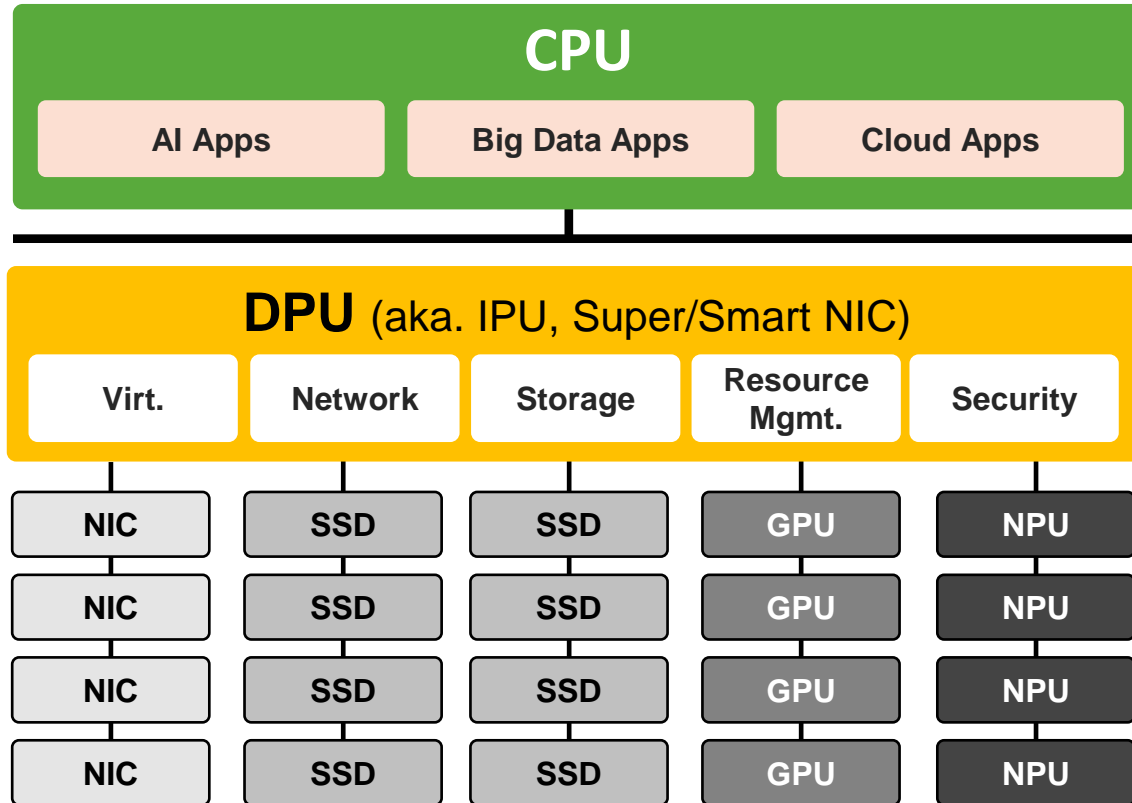 CPU
AI Apps
Big Data Apps
Cloud Apps
DPU (aka. IPU, Super/Smart NIC)
Virt.
Network
Storage
Resource
Mgmt.
Security
NIC
SSD
SSD
GPU
NPU
NIC
SSD
SSD
GPU
NPU
NIC
SSD
SSD
GPU
NPU
NIC
SSD
SSD
GPU
NPU